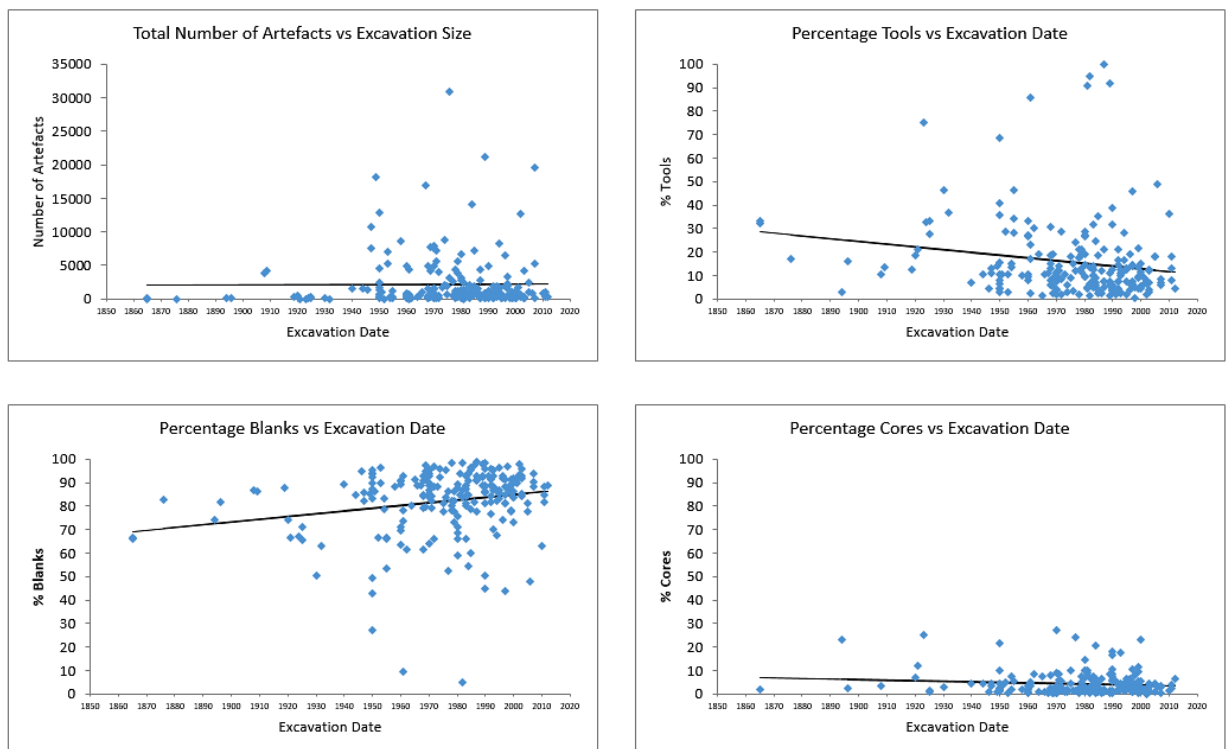 Total Number of Artefacts vs Excavation Size
35000
30000
25000
20000
15000
10000
5000
0
Number of Artefacts
1850 1860 1870 1880 1890 1900 1910 1920 1930 1940 1950 1960 1970 1980 1990 2000 2010 2020
Excavation Date
Percentage Tools vs Excavation Date
100
90
80
70
60
50
40
30
20
10
0
% Tools
1850 1860 1870 1880 1890 1900 1910 1920 1930 1940 1950 1960 1970 1980 1990 2000 2010 2020
Excavation Date
Percentage Blanks vs Excavation Date
100
90
80
70
60
50
40
30
20
10
0
% Blanks
1850 1860 1870 1880 1890 1900 1910 1920 1930 1940 1950 1960 1970 1980 1990 2000 2010 2020
Excavation Date
Percentage Cores vs Excavation Date
100
90
80
70
60
50
40
30
20
10
0
% Cores
1850 1860 1870 1880 1890 1900 1910 1920 1930 1940 1950 1960 1970 1980 1990 2000 2010 2020
Excavation Date